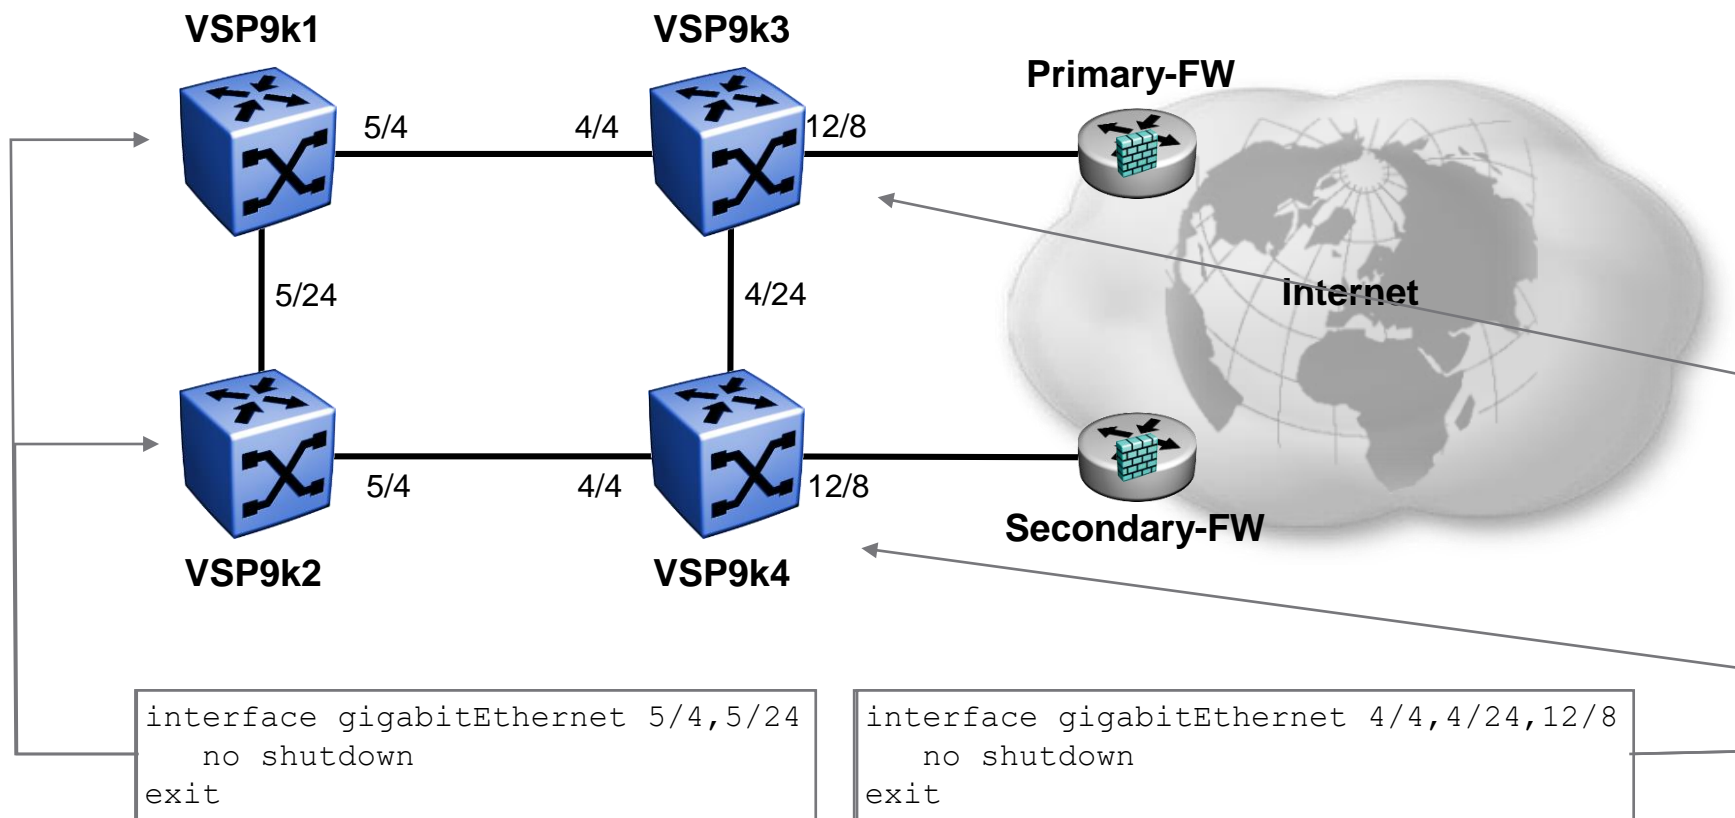 VSP9k1
VSP9k3
Primary-FW
5/4
4/4
12/8
5/24
4/24
Internet
5/4
4/4
12/8
Secondary-FW
VSP9k2
VSP9k4
interface gigabitEthernet 5/4,5/24
no shutdown
exit
interface gigabitEthernet 4/4,4/24,12/8
no shutdown
exit